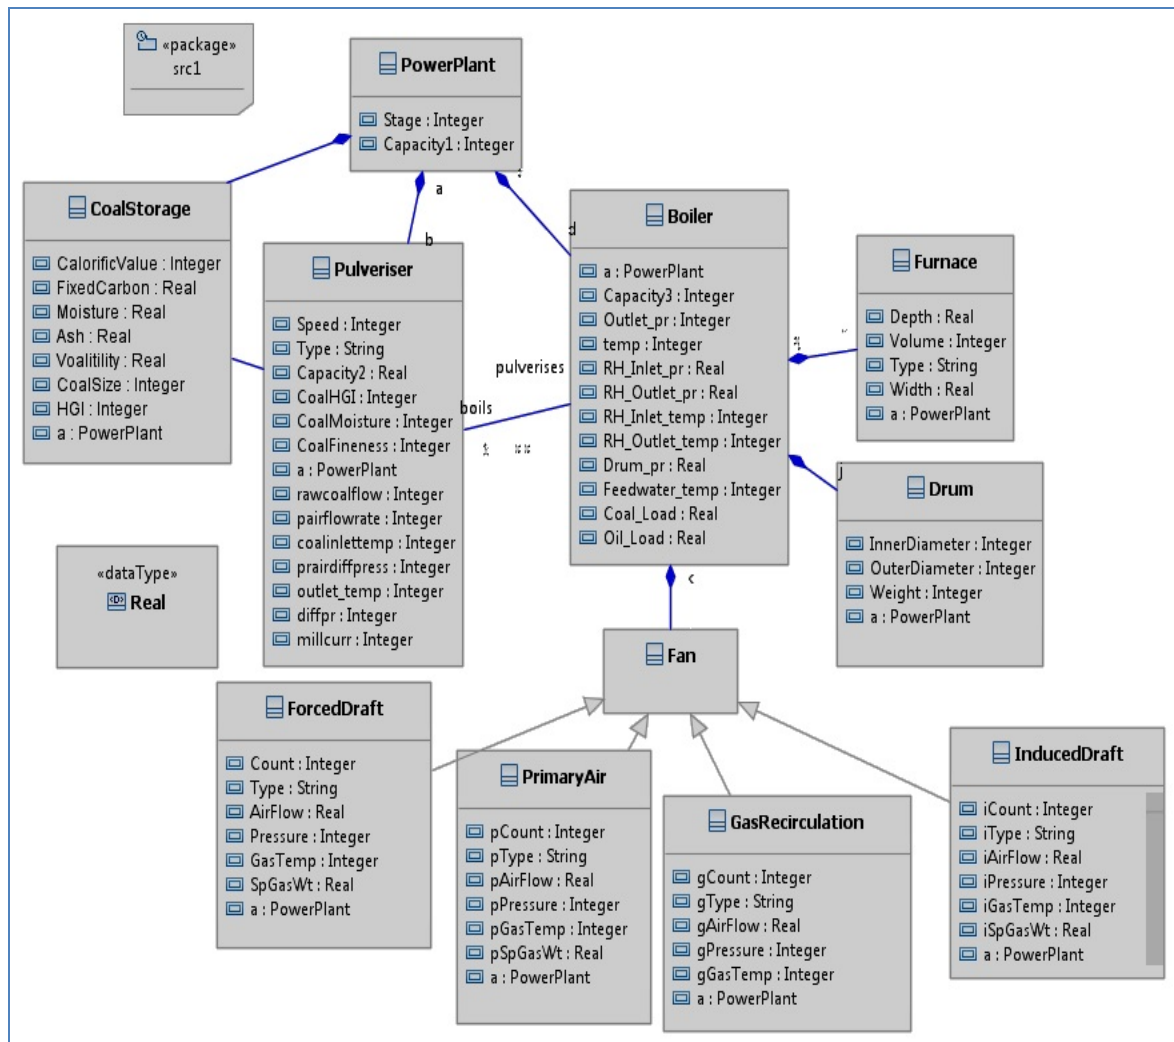 «package»
src1
PowerPlant
Stage : Integer
Capacity1 : Integer
a
b
d
CoalStorage
CalorificValue : Integer
FixedCarbon : Real
Moisture : Real
Ash : Real
Voalitility : Real
CoalSize : Integer
HGI : Integer
a : PowerPlant
Pulveriser
Speed : Integer
Type : String
Capacity2 : Real
CoalHGI : Integer
CoalMoisture : Integer
CoalFineness : Integer
a : PowerPlant
rawcoalflow : Integer
pairflowrate : Integer
coalinlettemp : Integer
prairdiffpress : Integer
outlet_temp : Integer
diffpr : Integer
millcurr : Integer
pulverises
boils
Boiler
a : PowerPlant
Capacity3 : Integer
Outlet_pr : Integer
temp : Integer
RH_Inlet_pr : Real
RH_Outlet_pr : Real
RH_Inlet_temp : Integer
RH_Outlet_temp : Integer
Drum_pr : Real
Feedwater_temp : Integer
Coal_Load : Real
Oil_Load : Real
Furnace
Depth : Real
Volume : Integer
Type : String
Width : Real
a : PowerPlant
j
Drum
InnerDiameter : Integer
OuterDiameter : Integer
Weight : Integer
a : PowerPlant
«dataType»
Real
c
Fan
ForcedDraft
Count : Integer
Type : String
AirFlow : Real
Pressure : Integer
GasTemp : Integer
SpGasWt : Real
a : PowerPlant
PrimaryAir
pCount : Integer
pType : String
pAirFlow : Real
pPressure : Integer
pGasTemp : Integer
pSpGasWt : Real
a : PowerPlant
GasRecirculation
gCount : Integer
gType : String
gAirFlow : Real
gPressure : Integer
gGasTemp : Integer
a : PowerPlant
InducedDraft
iCount : Integer
iType : String
iAirFlow : Real
iPressure : Integer
iGasTemp : Integer
iSpGasWt : Real
a : PowerPlant